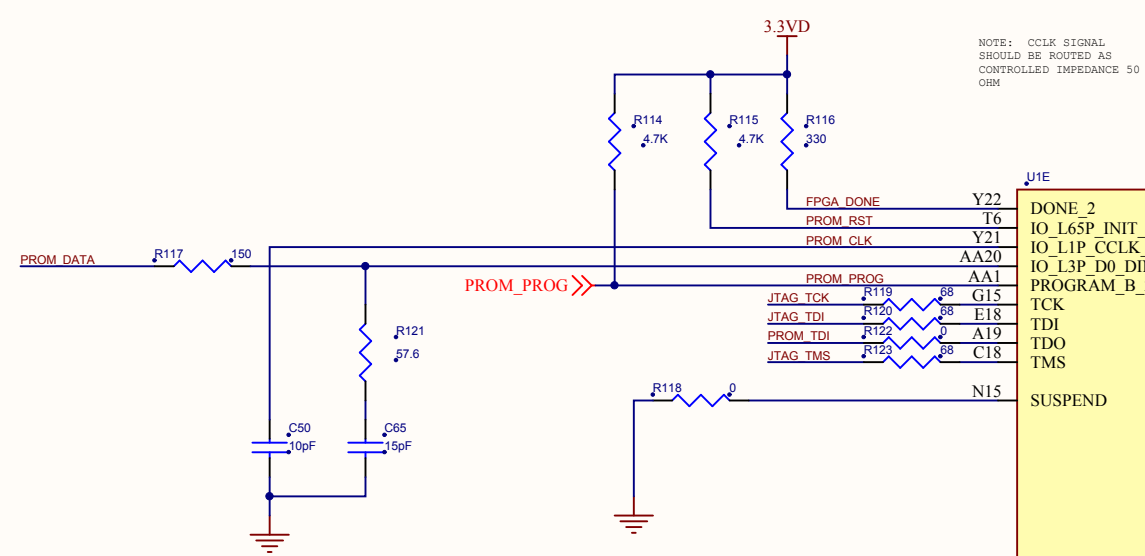 3.3VD
NOTE: CCLK SIGNAL
SHOULD BE ROUTED AS
CONTROLLED IMPEDANCE 50
OHM
R114
4.7K
R115
4.7K
R116
330
U1E
FPGA_DONE
Y22
DONE_2
PROM_RST
T6
IO_L65P_INIT_
PROM_CLK
Y21
IO_L1P_CCLK_
PROM_DATA
R117
150
AA20
IO_L3P_D0_DI
PROM_PROG
PROM_PROG
AA1
PROGRAM_B_
JTAG_TCK
R119
68
G15
TCK
JTAG_TDI
R120
68
E18
TDI
PROM_TDI
R122
0
A19
TDO
JTAG_TMS
R123
68
C18
TMS
R121
57.6
R118
0
N15
SUSPEND
C50
10pF
C65
15pF